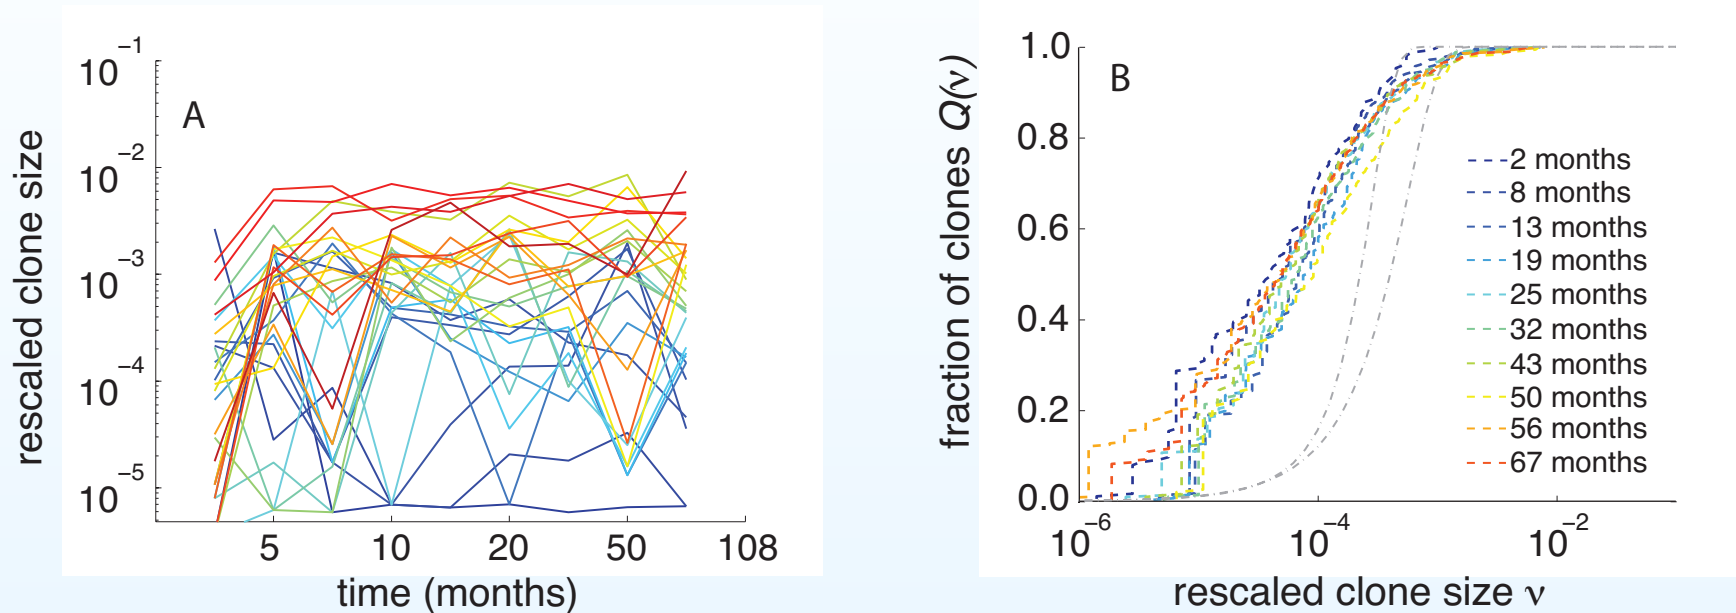 A
10⁻¹
10⁻²
10⁻³
10⁻⁴
10⁻⁵
rescaled clone size
5 10 20 50 108
time (months)
B
1.0
0.8
0.6
0.4
0.2
0.0
fraction of clones Q(ν)
2 months
8 months
13 months
19 months
25 months
32 months
43 months
50 months
56 months
67 months
10⁻⁶ 10⁻⁴ 10⁻²
rescaled clone size ν